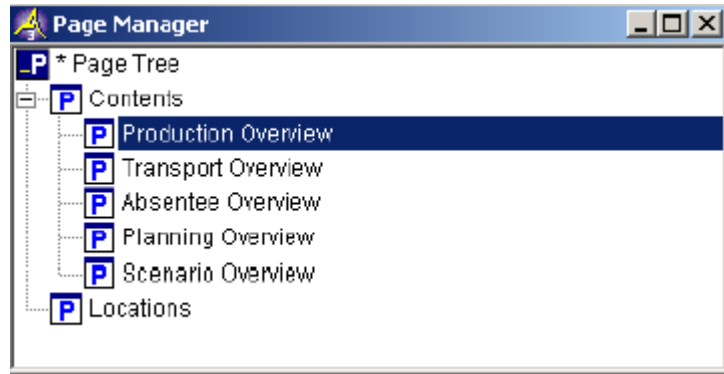 Page Manager
P * Page Tree
P Contents
P Production Overview
P Transport Overview
P Absentee Overview
P Planning Overview
P Scenario Overview
P Locations